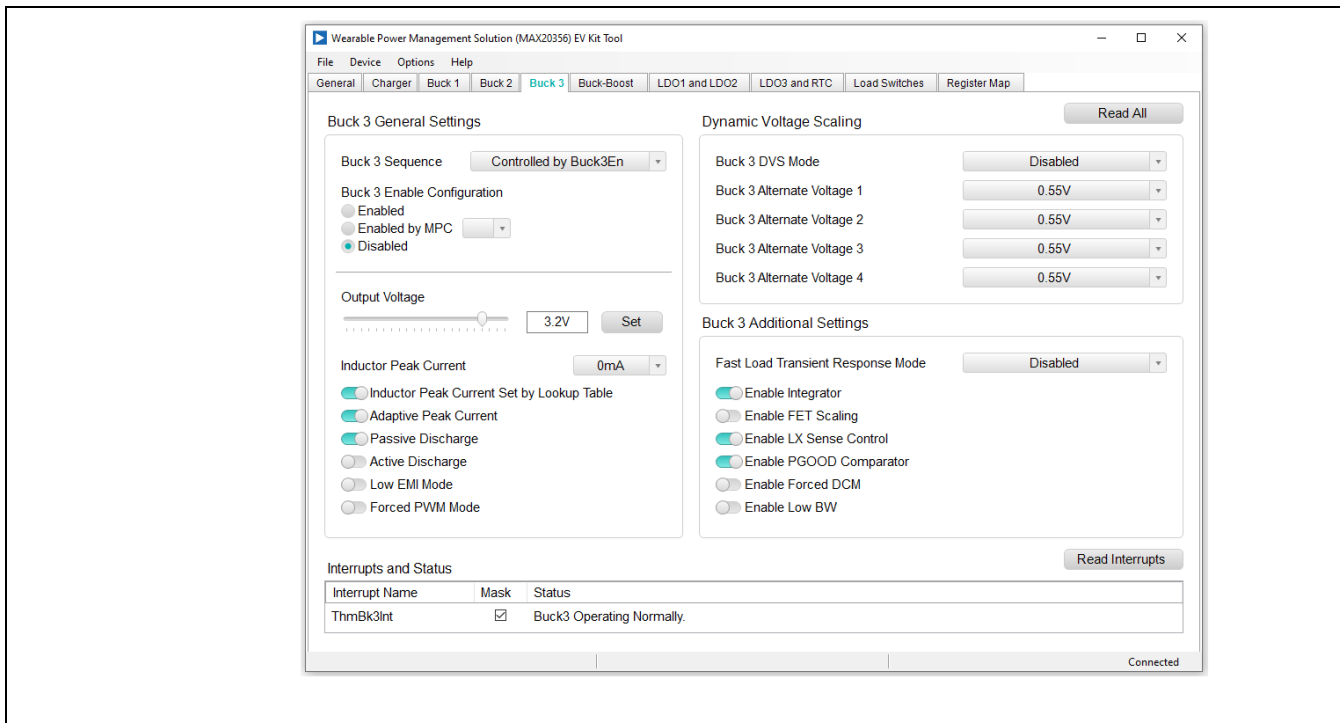 Wearable Power Management Solution (MAX20356) EV Kit Tool
File Device Options Help
General Charger Buck 1 Buck 2 Buck 3 Buck-Boost LDO1 and LDO2 LDO3 and RTC Load Switches Register Map
Read All
Buck 3 General Settings
Buck 3 Sequence Controlled by Buck3En
Buck 3 Enable Configuration
Enabled
Enabled by MPC
Disabled
Output Voltage
3.2V Set
Inductor Peak Current 0mA
Inductor Peak Current Set by Lookup Table
Adaptive Peak Current
Passive Discharge
Active Discharge
Low EMI Mode
Forced PWM Mode
Dynamic Voltage Scaling
Buck 3 DVS Mode Disabled
Buck 3 Alternate Voltage 1 0.55V
Buck 3 Alternate Voltage 2 0.55V
Buck 3 Alternate Voltage 3 0.55V
Buck 3 Alternate Voltage 4 0.55V
Buck 3 Additional Settings
Fast Load Transient Response Mode Disabled
Enable Integrator
Enable FET Scaling
Enable LX Sense Control
Enable PGOOD Comparator
Enable Forced DCM
Enable Low BW
Read Interrupts
Interrupts and Status
Interrupt Name Mask Status
ThmBk3Int Buck3 Operating Normally.
Connected